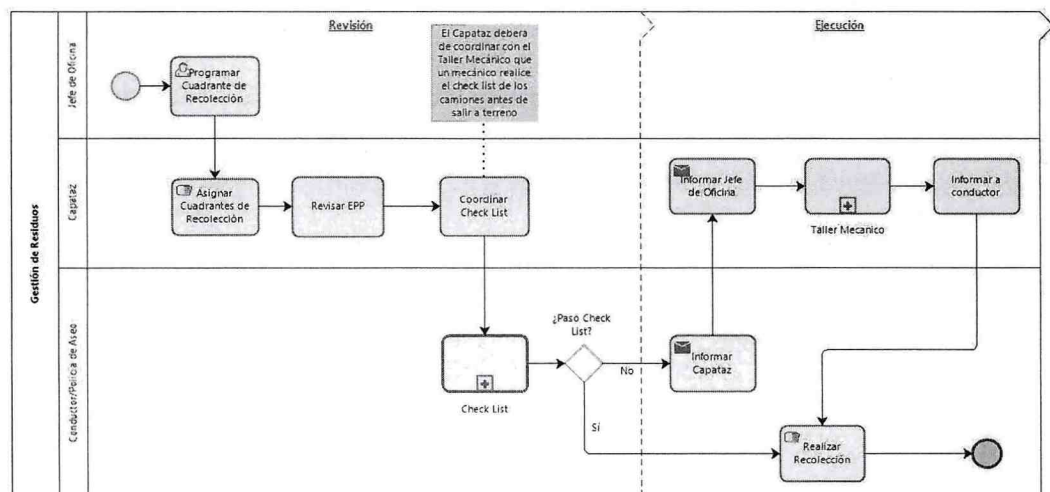 Revisión
Ejecución
Gestión de Residuos
Jefe de Oficina
Programar
Cuadrante de
Recolección
El Capataz debera
de coordinar con el
Taller Mecánico que
un mecánico realice
el check list de los
camiones antes de
salir a terreno
Capataz
Asignar
Cuadrantes de
Recolección
Revisar EPP
Coordinar
Check List
Informar Jefe
de Oficina
Taller Mecanico
Informar a
conductor
Conductor/Policia de Aseo
Check List
¿Pasó Check
List?
No
Sí
Informar
Capataz
Realizar
Recolección